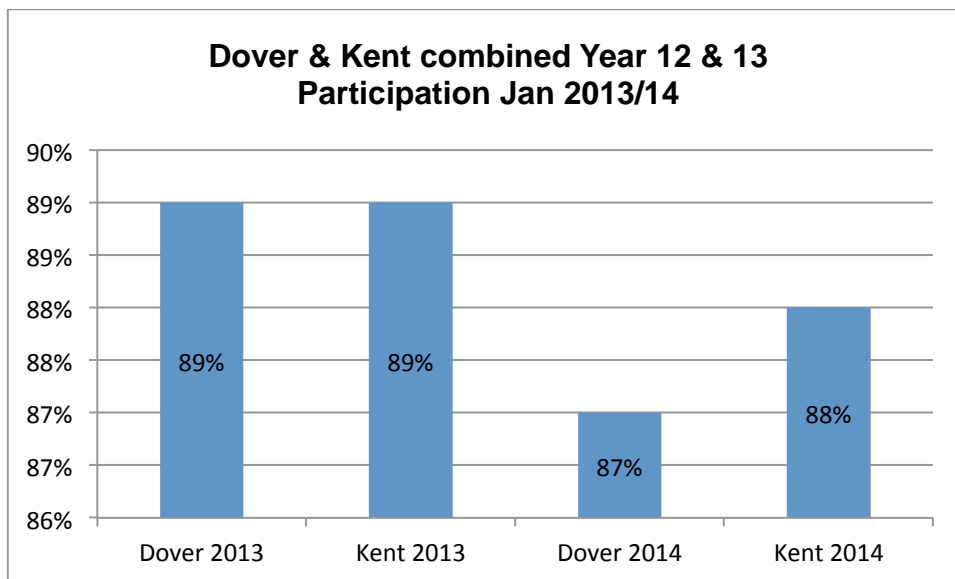 Dover & Kent combined Year 12 & 13
Participation Jan 2013/14
90%
89%
89%
88%
88%
87%
87%
86%
89%
89%
87%
88%
Dover 2013
Kent 2013
Dover 2014
Kent 2014